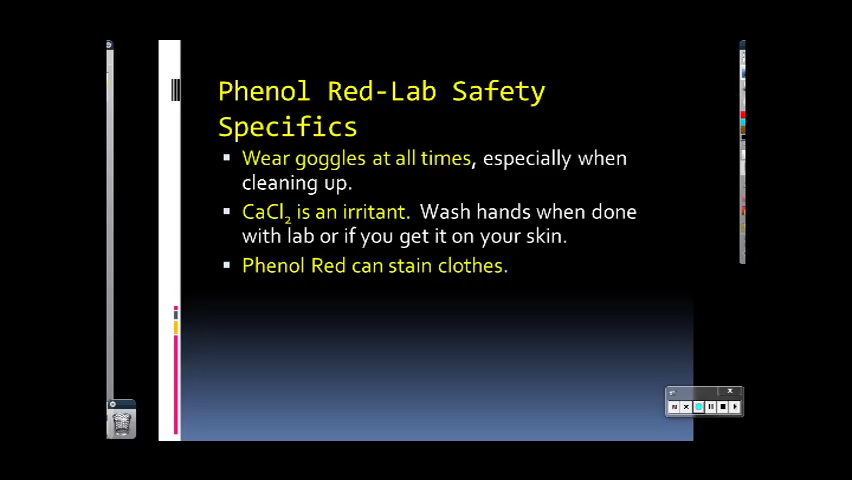 Phenol Red-Lab Safety
Specifics
▪ Wear goggles at all times, especially when
cleaning up.
▪ CaCl₂ is an irritant. Wash hands when done
with lab or if you get it on your skin.
▪ Phenol Red can stain clothes.